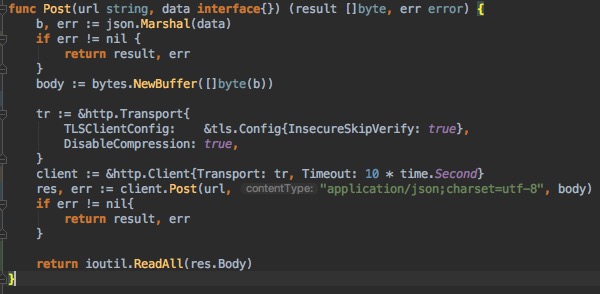 func Post(url string, data interface{}) (result []byte, err error) {
    b, err := json.Marshal(data)
    if err != nil {
        return result, err
    }
    body := bytes.NewBuffer([]byte(b))

    tr := &http.Transport{
        TLSClientConfig:    &tls.Config{InsecureSkipVerify: true},
        DisableCompression: true,
    }
    client := &http.Client{Transport: tr, Timeout: 10 * time.Second}
    res, err := client.Post(url, contentType: "application/json;charset=utf-8", body)
    if err != nil{
        return result, err
    }

    return ioutil.ReadAll(res.Body)
}